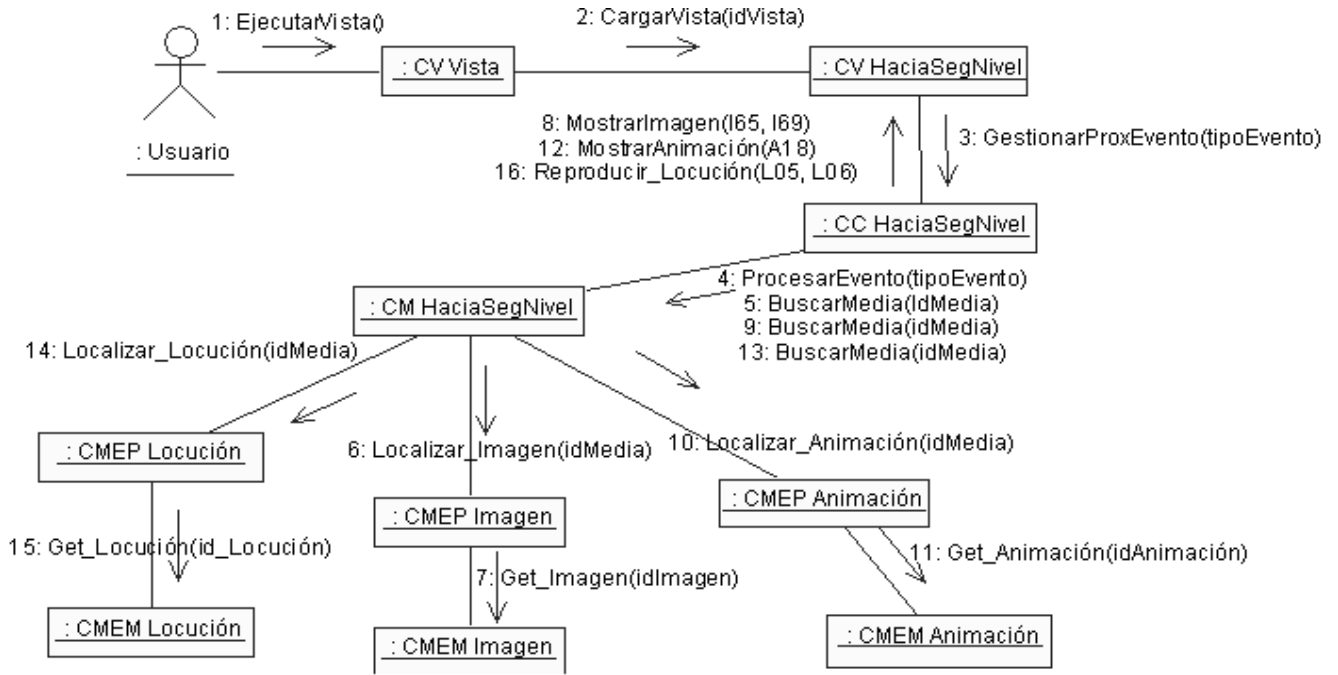 1: EjecutarVista()
2: CargarVista(idVista)
: CV Vista
: CV HaciaSegNivel
: Usuario
8: MostrarImagen(I65, I69)
12: MostrarAnimación(A18)
16: Reproducir_Locución(L05, L06)
3: GestionarProxEvento(tipoEvento)
: CC HaciaSegNivel
4: ProcesarEvento(tipoEvento)
5: BuscarMedia(IdMedia)
9: BuscarMedia(idMedia)
13: BuscarMedia(idMedia)
: CM HaciaSegNivel
14: Localizar_Locución(idMedia)
6: Localizar_Imagen(idMedia)
10: Localizar_Animación(idMedia)
: CMEP Locución
: CMEP Imagen
: CMEP Animación
15: Get_Locución(id_Locución)
7: Get_Imagen(idImagen)
11: Get_Animación(idAnimación)
: CMEM Locución
: CMEM Imagen
: CMEM Animación